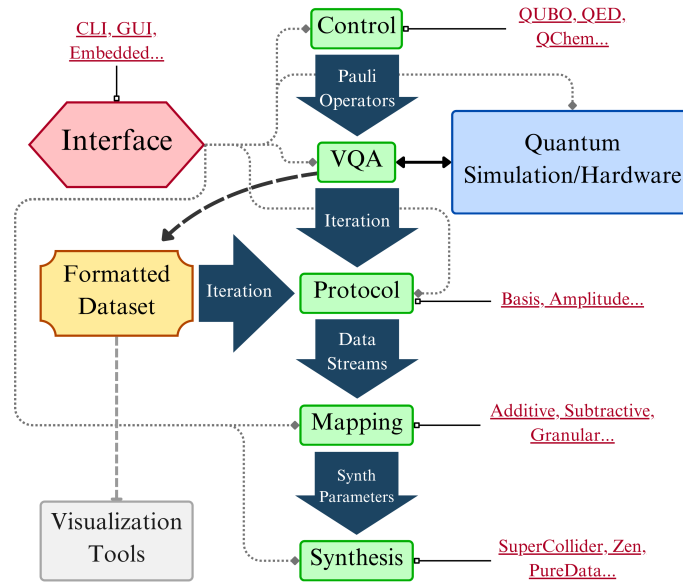 CLI, GUI,
Embedded...
Control
QUBO, QED,
QChem...
Pauli
Operators
Interface
VQA
Quantum
Simulation/Hardware
Iteration
Formatted
Dataset
Iteration
Protocol
Basis, Amplitude...
Data
Streams
Mapping
Additive, Subtractive,
Granular...
Synth
Parameters
Visualization
Tools
Synthesis
SuperCollider, Zen,
PureData...